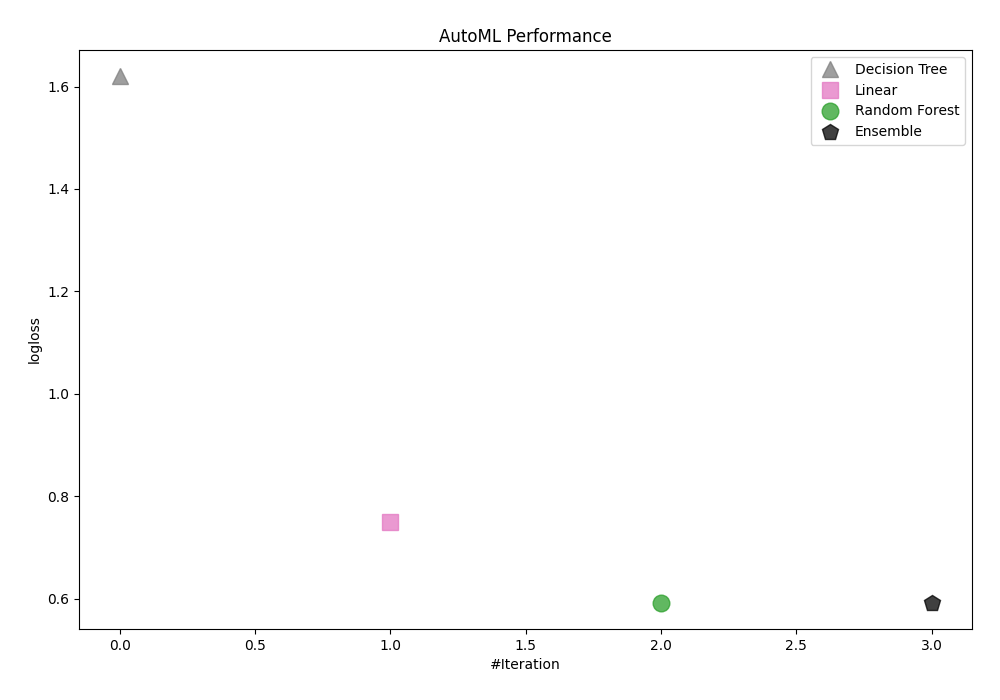 AutoML Performance
Decision Tree
Linear
Random Forest
Ensemble
1.6
1.4
1.2
1.0
0.8
0.6
logloss
0.0 0.5 1.0 1.5 2.0 2.5 3.0
#Iteration